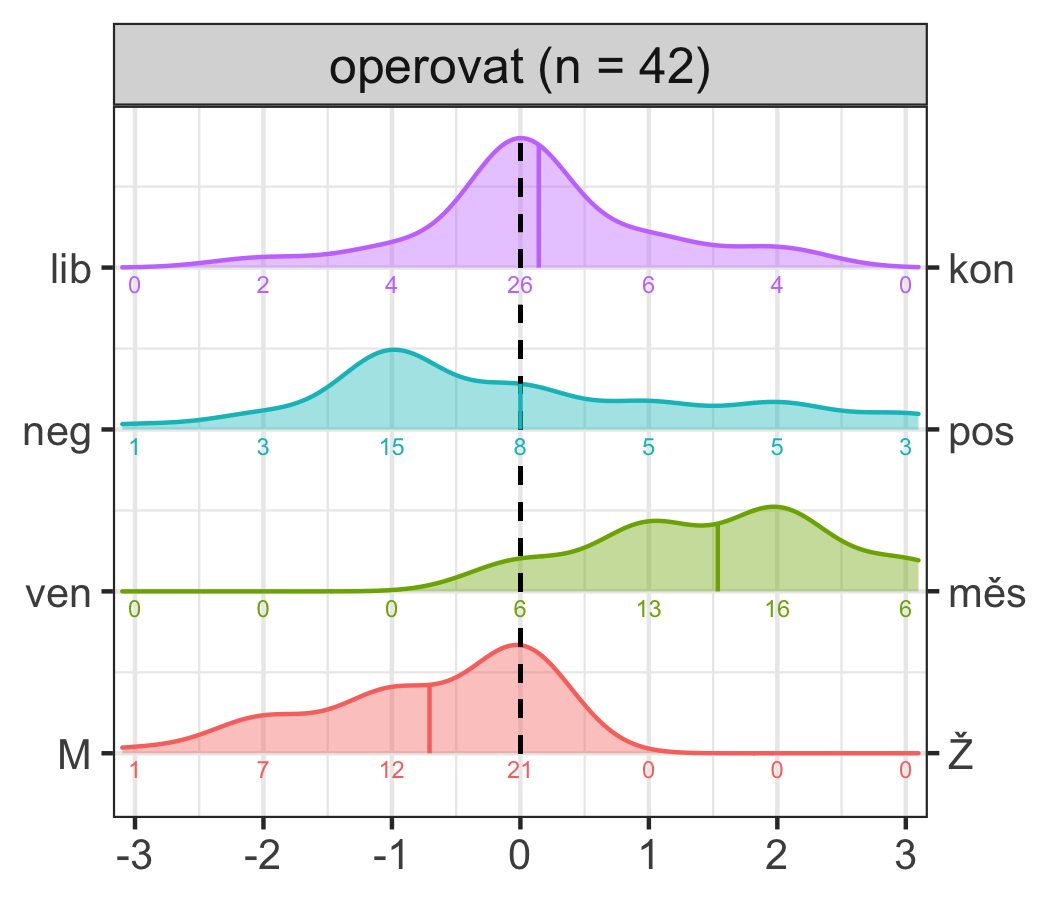 operovat (n = 42)
lib kon
0 2 4 26 6 4 0
neg pos
1 3 15 8 5 5 3
ven měs
0 0 0 6 13 16 6
M Ž
1 7 12 21 0 0 0
-3 -2 -1 0 1 2 3